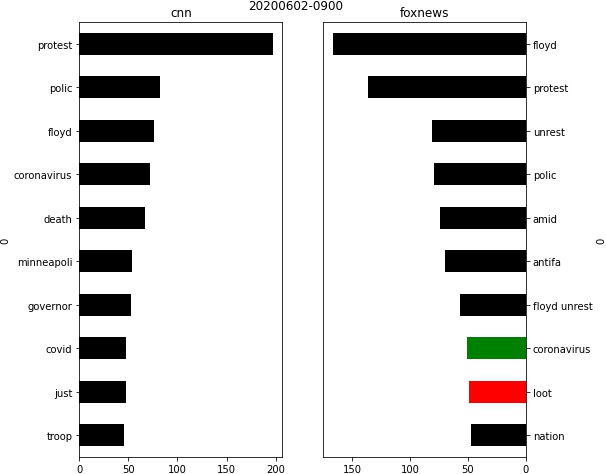 20200602-0900
cnn
foxnews
protest
polic
floyd
coronavirus
death
minneapoli
governor
covid
just
troop
0
0 50 100 150 200
floyd
protest
unrest
polic
amid
antifa
floyd unrest
coronavirus
loot
nation
0
150 100 50 0